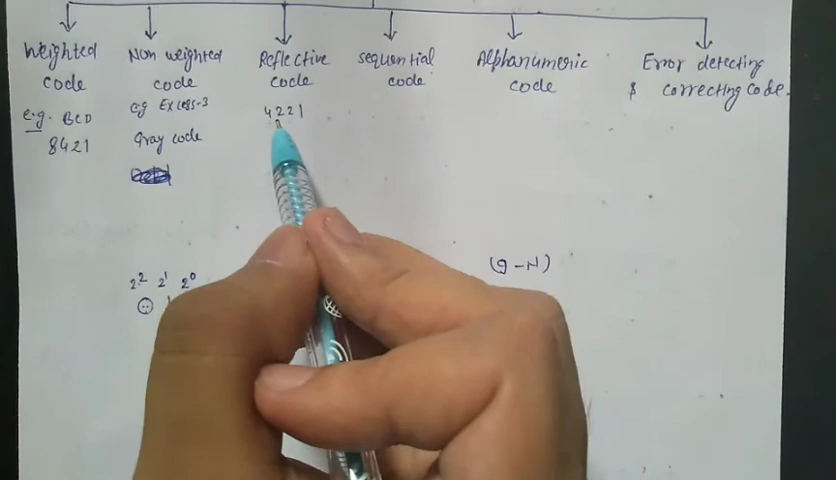 Weighted code
Non weighted code
Reflective code
sequential code
Alphanumeric code
Error detecting & correcting code.
e.g. BCD
8421
eg Excess-3
Gray code
4221
2² 2¹ 2⁰
(9-N)